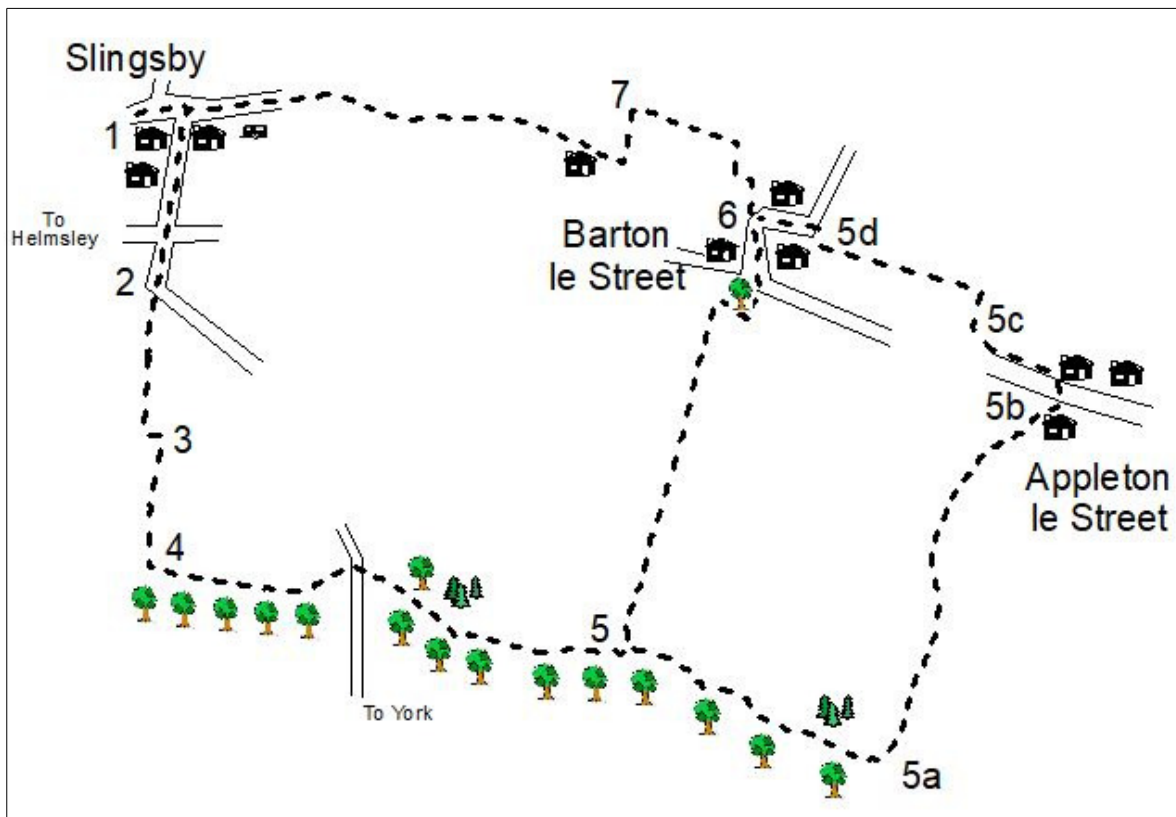 Slingsby
7
1
To
Helmsley
6
Barton
le Street
5d
2
5c
5b
3
Appleton
le Street
4
5
To York
5a